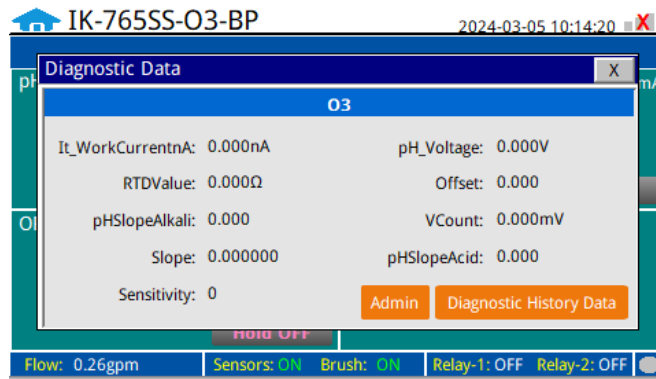 IK-765SS-O3-BP 2024-03-05 10:14:20 X
Diagnostic Data X
O3
It_WorkCurrentnA: 0.000nA pH_Voltage: 0.000V
RTDValue: 0.000Ω Offset: 0.000
pHSlopeAlkali: 0.000 VCount: 0.000mV
Slope: 0.000000 pHSlopeAcid: 0.000
Sensitivity: 0 Admin Diagnostic History Data
Hold OFF
Flow: 0.26gpm Sensors: ON Brush: ON Relay-1: OFF Relay-2: OFF